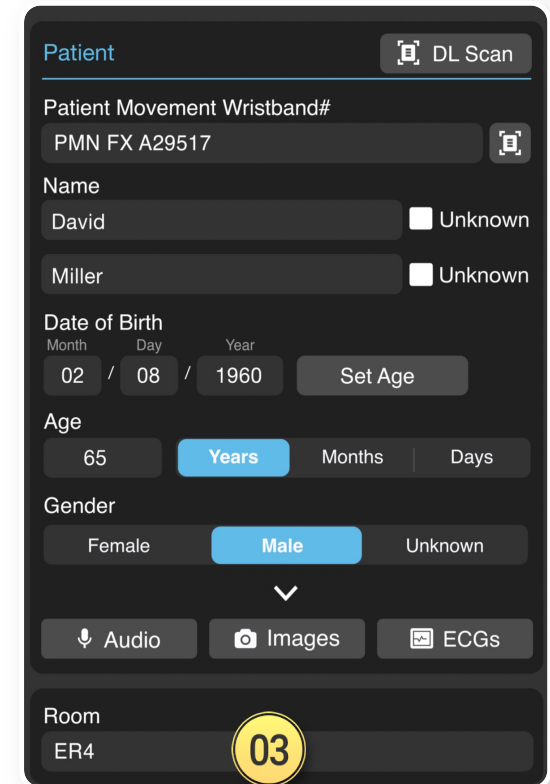 Patient DL Scan
Patient Movement Wristband#
PMN FX A29517
Name
David Unknown
Miller Unknown
Date of Birth
Month Day Year
02 / 08 / 1960 Set Age
Age
65 Years Months Days
Gender
Female Male Unknown
Audio Images ECGs
Room
ER4 03